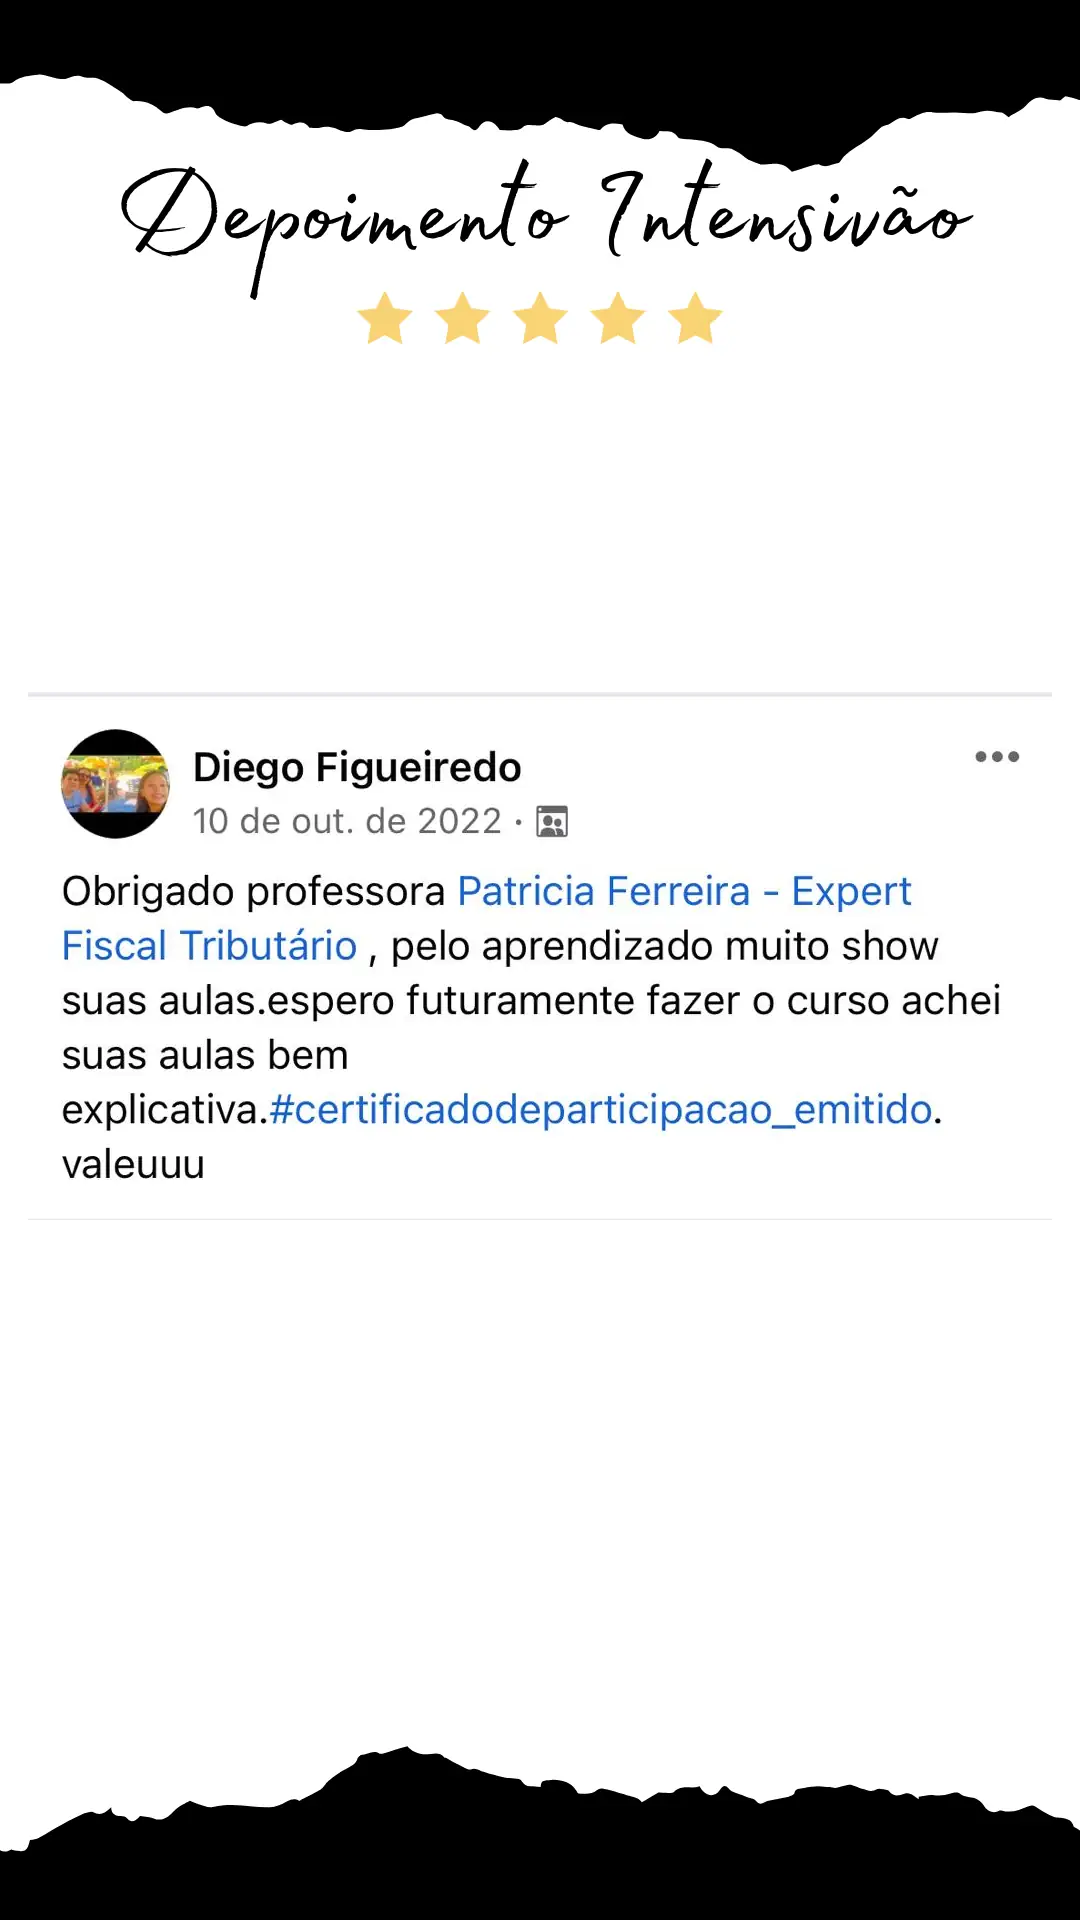 Depoimento Intensivão
Diego Figueiredo
10 de out. de 2022 ·
Obrigado professora Patricia Ferreira - Expert
Fiscal Tributário , pelo aprendizado muito show
suas aulas.espero futuramente fazer o curso achei
suas aulas bem
explicativa.#certificadodeparticipacao_emitido.
valeuuu